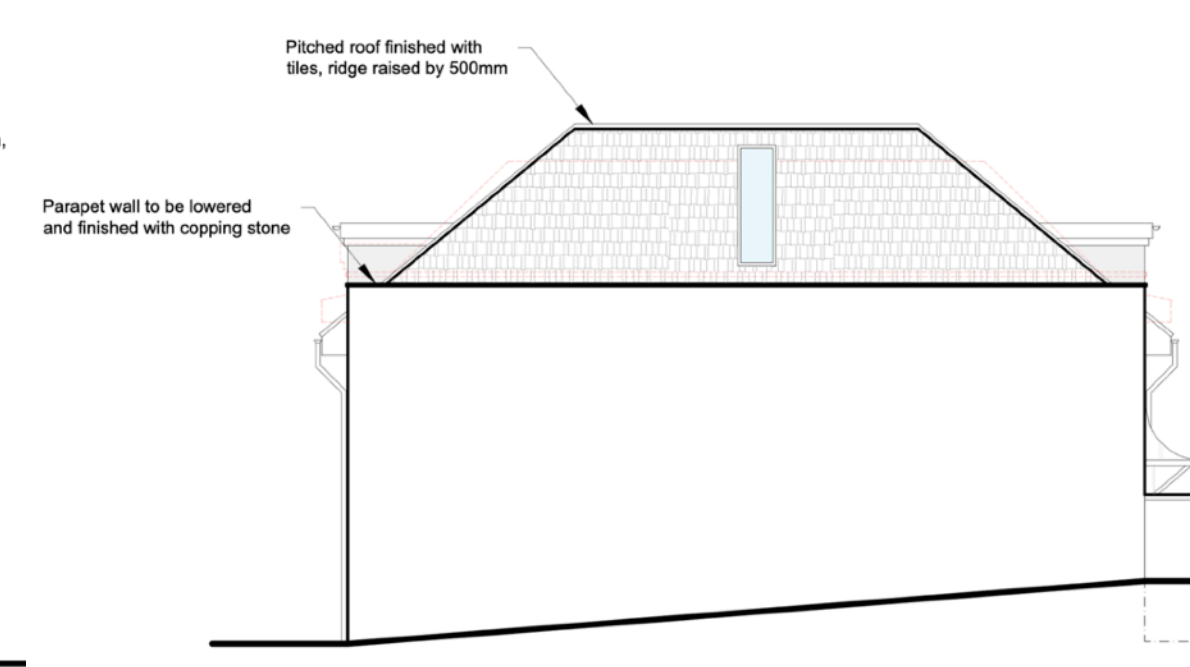 Pitched roof finished with
tiles, ridge raised by 500mm
Parapet wall to be lowered
and finished with copping stone